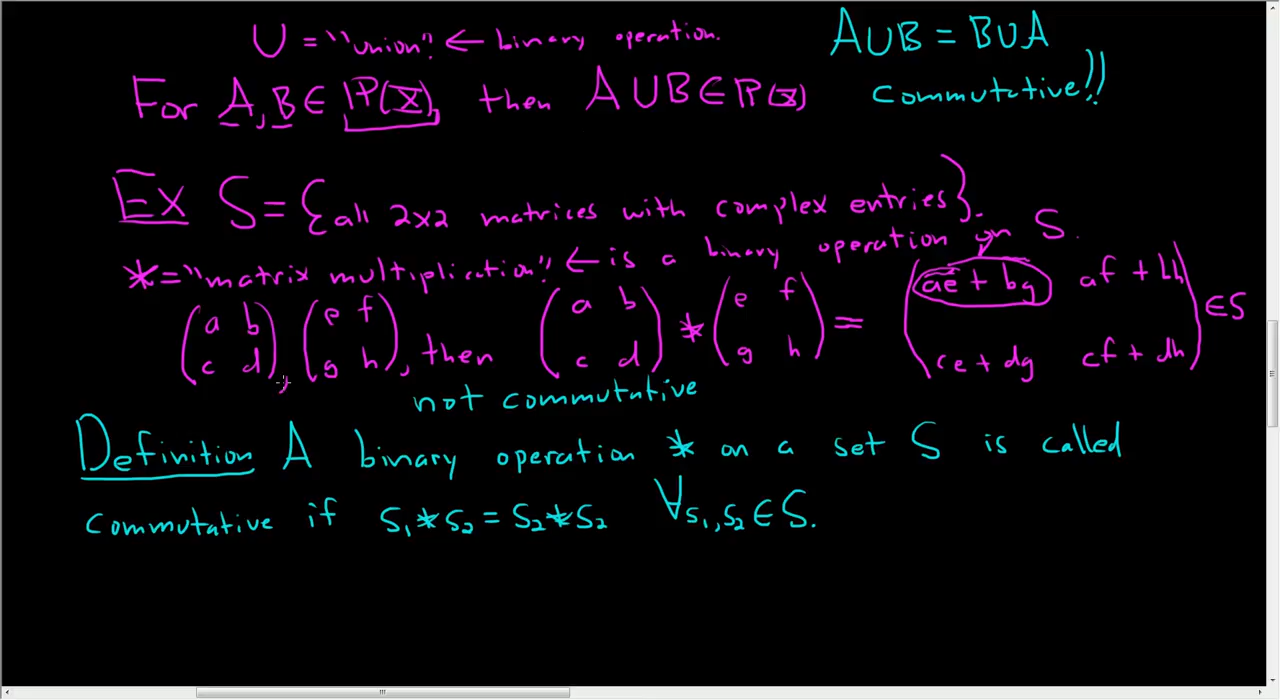 ∪ = "union" ← binary operation.
A∪B = B∪A
For A, B ∈ P(X), then A∪B ∈ P(X)
commutative!!
Ex S = {all 2x2 matrices with complex entries}.
* = "matrix multiplication" ← is a binary operation on S.
(a b; c d), (e f; g h), then (a b; c d) * (e f; g h) = (ae + bg af + bh; ce + dg cf + dh) ∈ S
not commutative
Definition A binary operation * on a set S is called
commutative if s₁*s₂ = s₂*s₂ ∀s₁,s₂ ∈ S.